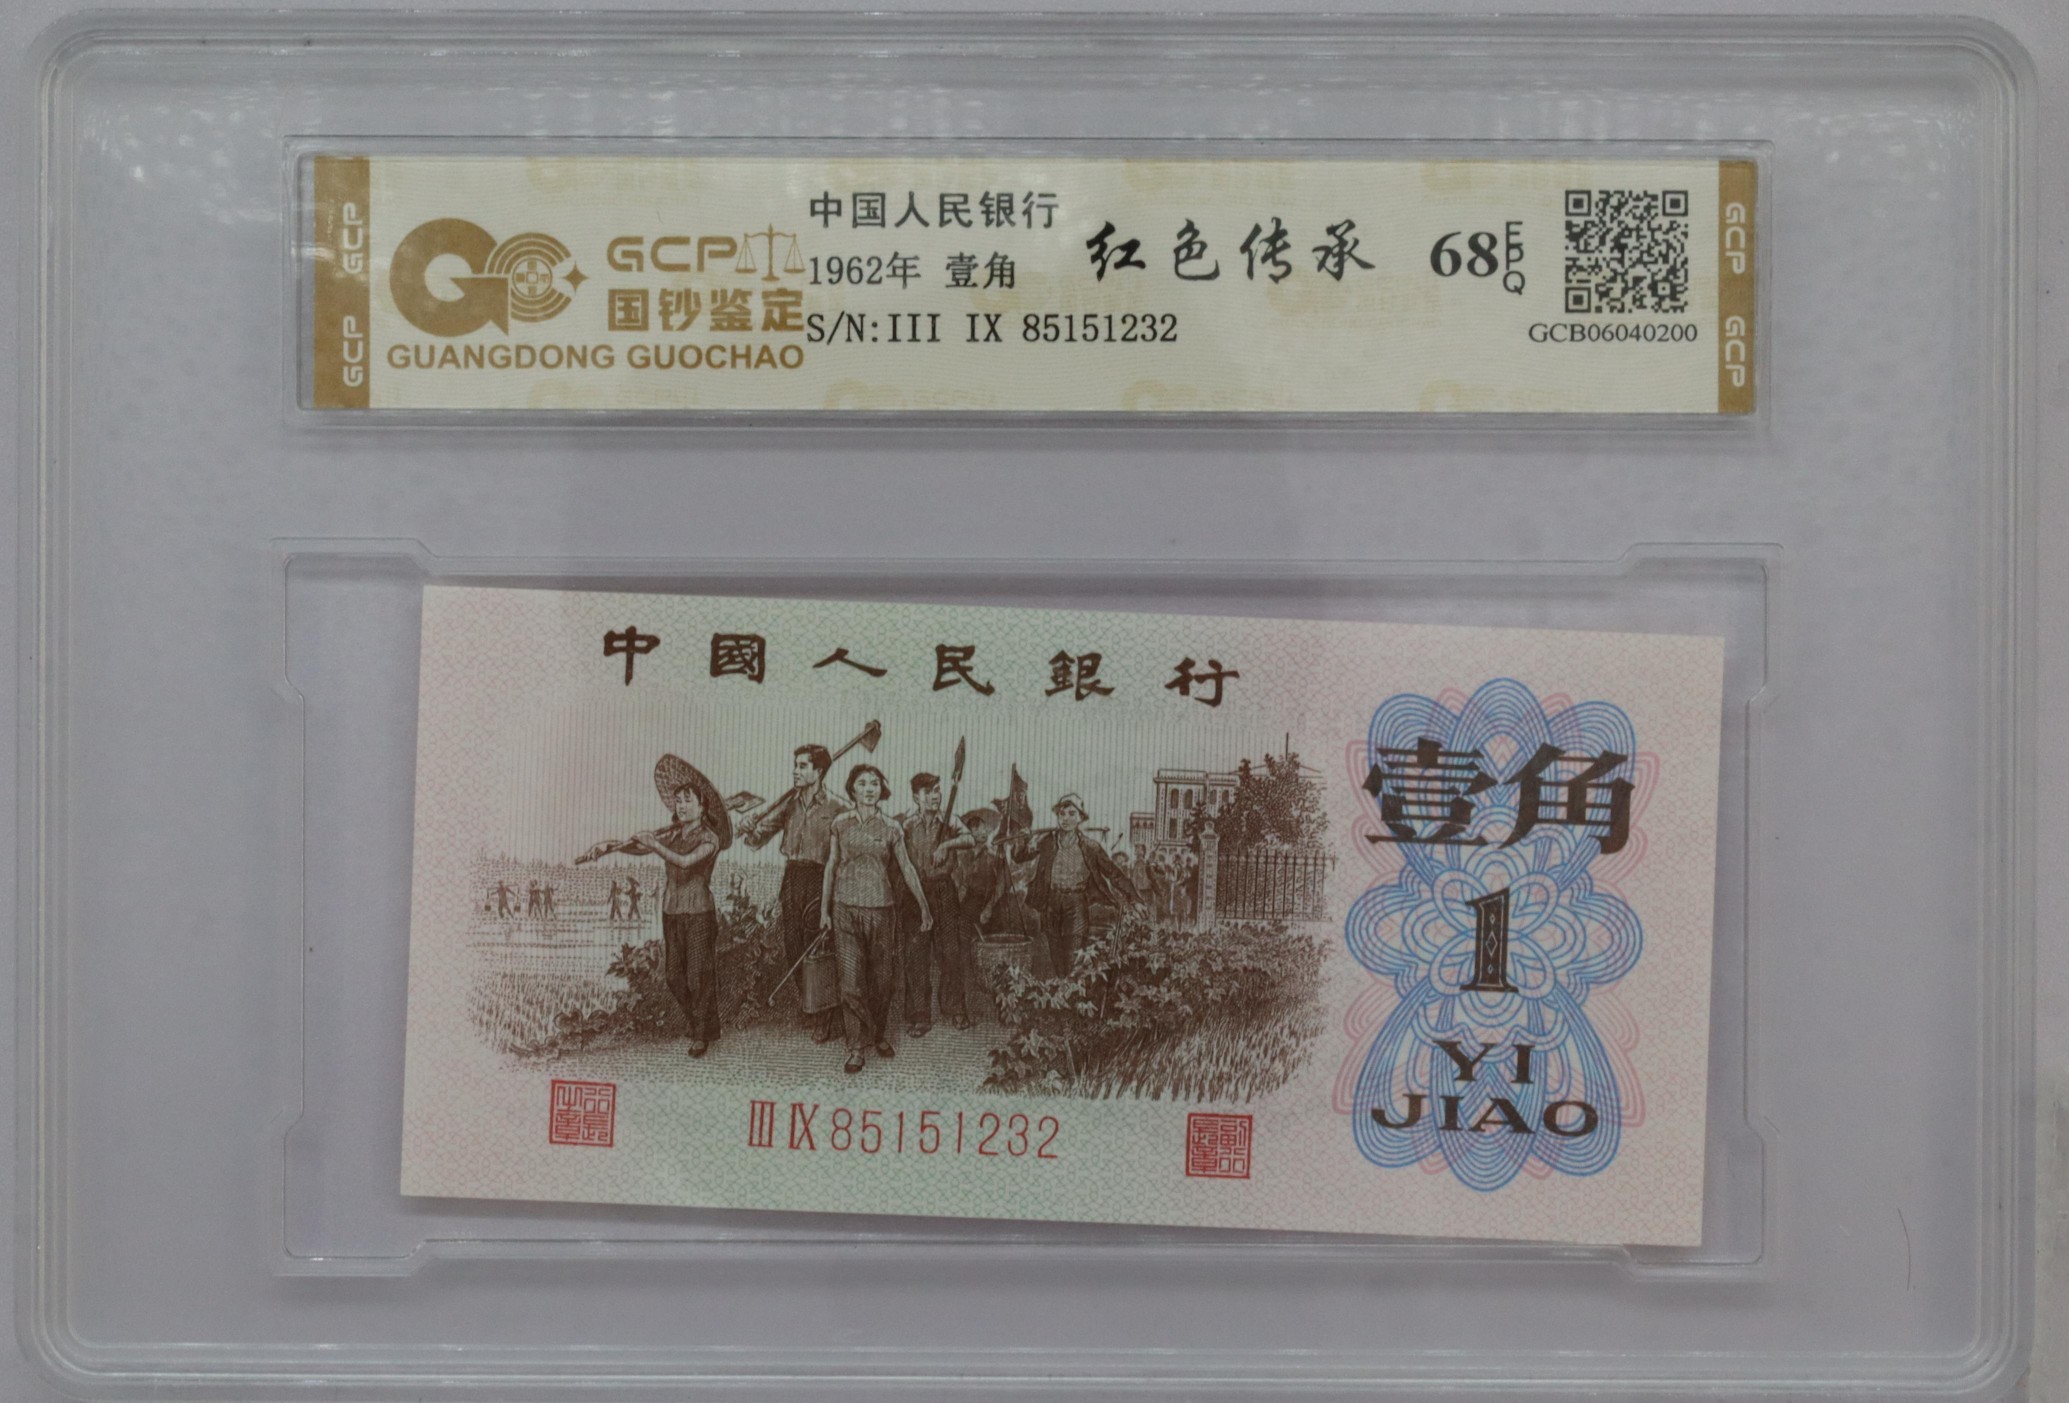 GCP GCP
GCP
国钞鉴定
GUANGDONG GUOCHAO
中国人民银行
1962年 壹角
S/N:III IX 85151232
红色传承
68 EPQ
GCB06040200
GCP GCP
中國人民銀行
壹角
1
YI
JIAO
III IX 85151232